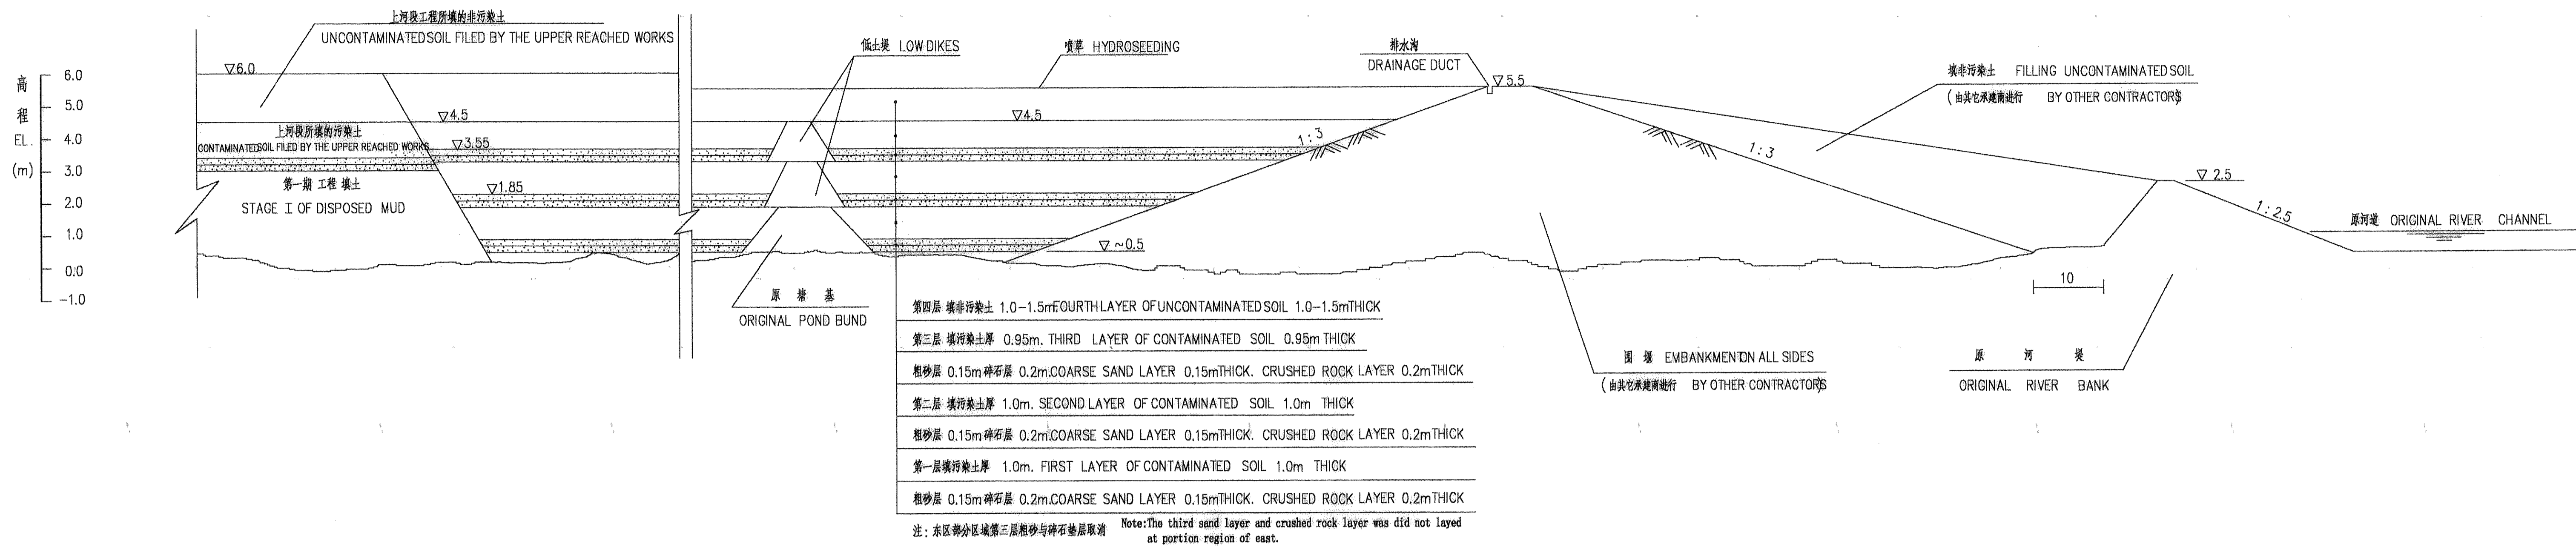 上河段工程所填的非污染土
UNCONTAMINATED SOIL FILED BY THE UPPER REACHED WORKS
低土堤 LOW DIKES
喷草 HYDROSEEDING
排水沟
DRAINAGE DUCT
填非污染土 FILLING UNCONTAMINATED SOIL
(由其它承建商进行 BY OTHER CONTRACTORS)
高程
EL.
(m)
6.0
5.0
4.0
3.0
2.0
1.0
0.0
-1.0
▽6.0
▽4.5
▽3.55
▽1.85
▽4.5
▽5.5
▽~0.5
▽2.5
1:3
1:3
1:2.5
上河段所填的污染土
CONTAMINATED SOIL FILED BY THE UPPER REACHED WORKS
第一期 工程 填土
STAGE I OF DISPOSED MUD
原河道 ORIGINAL RIVER CHANNEL
10
原 塘 基
ORIGINAL POND BUND
第四层 填非污染土 1.0-1.5m.FOURTH LAYER OF UNCONTAMINATED SOIL 1.0-1.5mTHICK
第三层 填污染土厚 0.95m. THIRD LAYER OF CONTAMINATED SOIL 0.95m THICK
粗砂层 0.15m 碎石层 0.2m.COARSE SAND LAYER 0.15mTHICK. CRUSHED ROCK LAYER 0.2mTHICK
第二层 填污染土厚 1.0m. SECOND LAYER OF CONTAMINATED SOIL 1.0m THICK
粗砂层 0.15m 碎石层 0.2m.COARSE SAND LAYER 0.15mTHICK. CRUSHED ROCK LAYER 0.2mTHICK
第一层填污染土厚 1.0m. FIRST LAYER OF CONTAMINATED SOIL 1.0m THICK
粗砂层 0.15m 碎石层 0.2m.COARSE SAND LAYER 0.15mTHICK. CRUSHED ROCK LAYER 0.2mTHICK
注: 东区部分区域第三层粗砂与碎石垫层取消 Note:The third sand layer and crushed rock layer was did not layed
at portion region of east.
围 堰 EMBANKMENT ON ALL SIDES
(由其它承建商进行 BY OTHER CONTRACTORS)
原 河 堤
ORIGINAL RIVER BANK